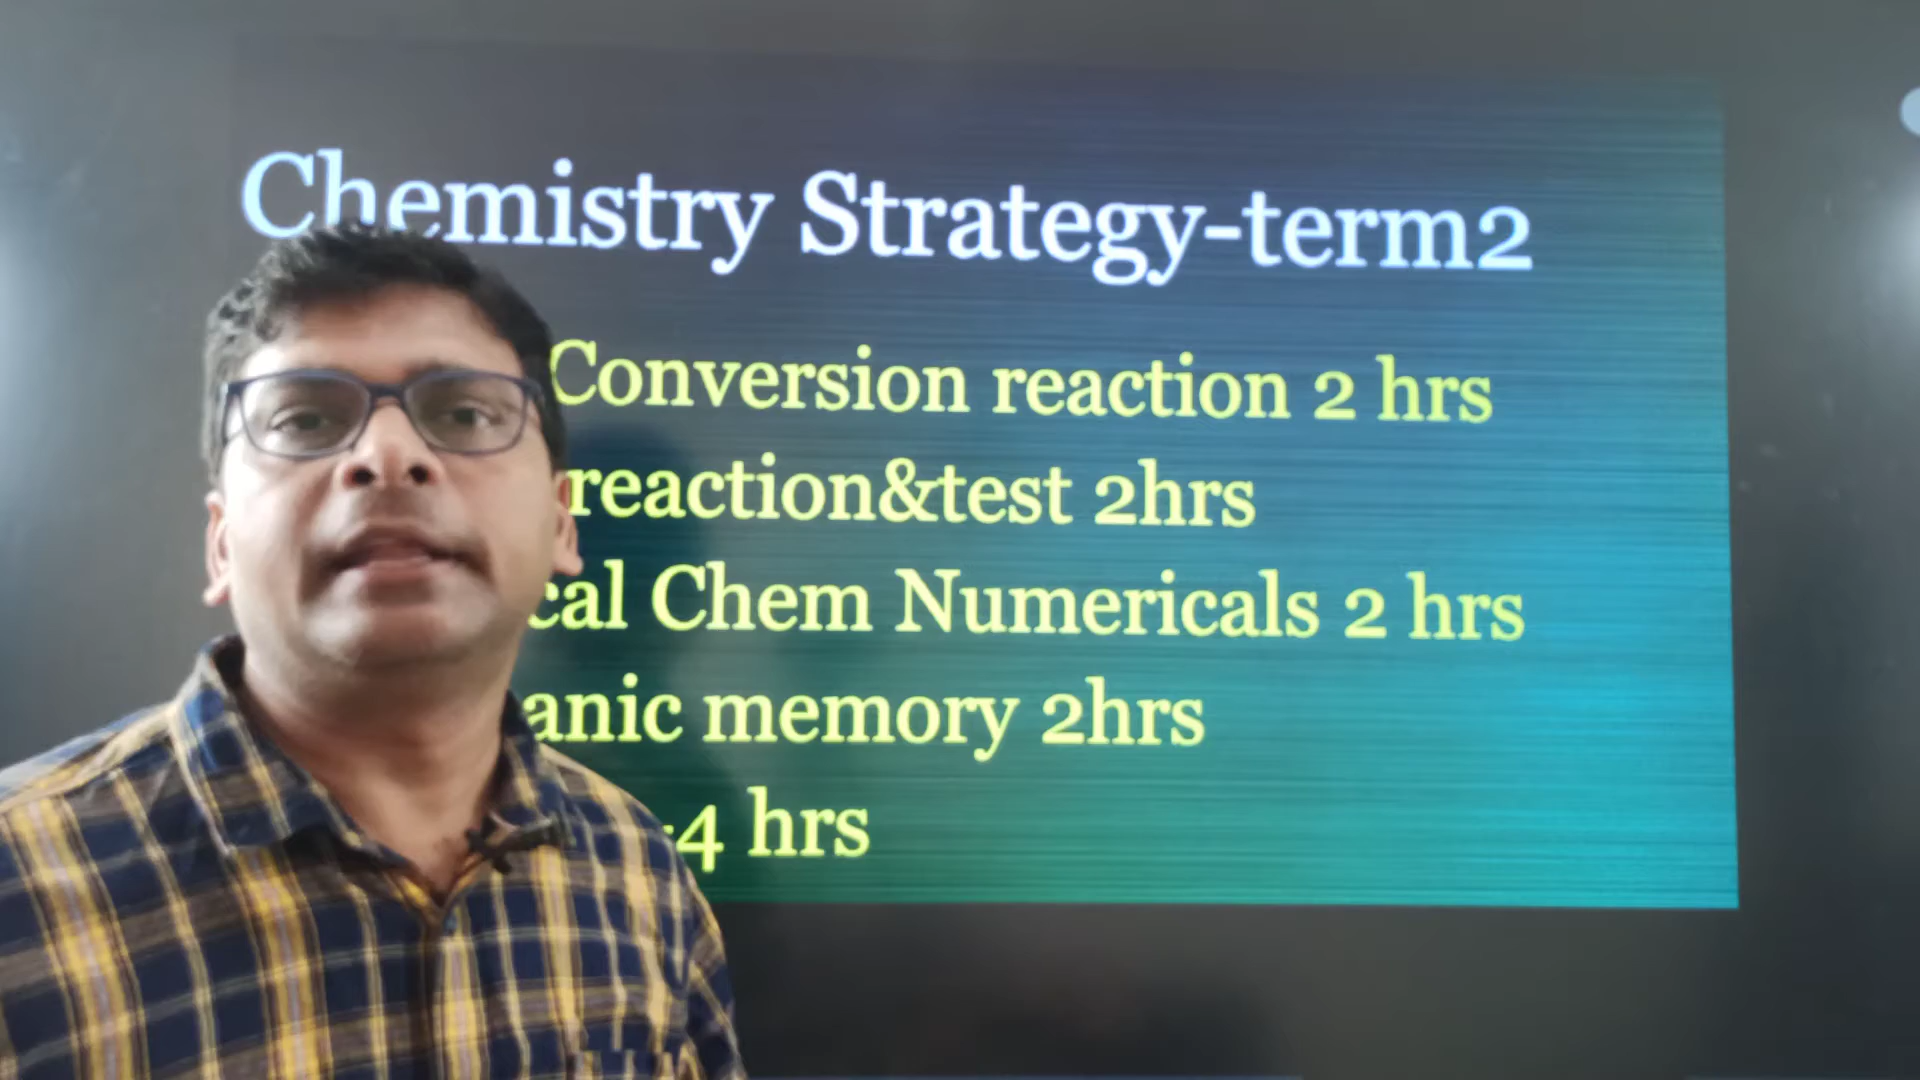 Chemistry Strategy-term2
Conversion reaction 2 hrs
reaction&test 2hrs
cal Chem Numericals 2 hrs
anic memory 2hrs
-4 hrs